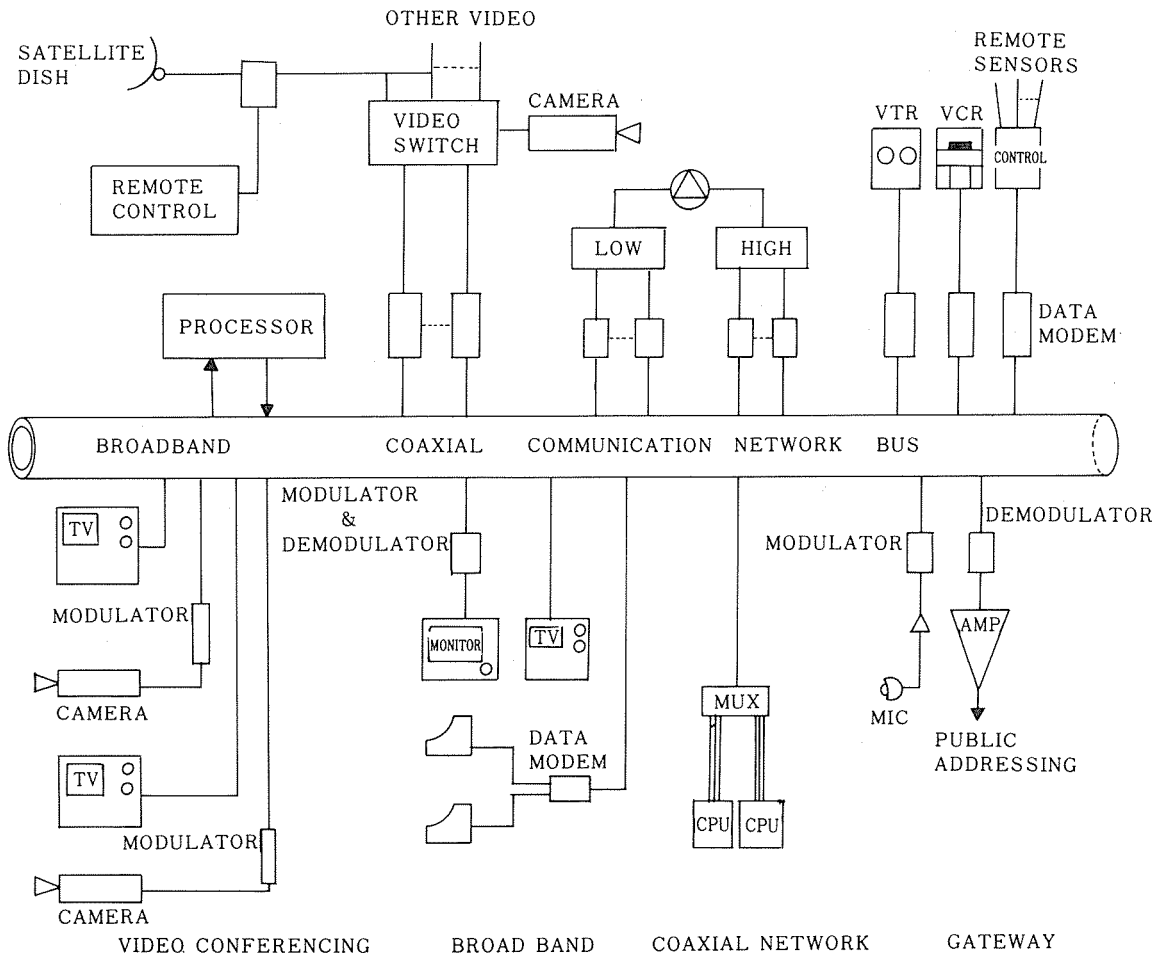 OTHER VIDEO
SATELLITE
DISH
REMOTE
SENSORS
CAMERA
VTR
VCR
VIDEO
SWITCH
CONTROL
REMOTE
CONTROL
LOW
HIGH
PROCESSOR
DATA
MODEM
BROADBAND COAXIAL COMMUNICATION NETWORK BUS
TV
MODULATOR
&
DEMODULATOR
MODULATOR
DEMODULATOR
MODULATOR
MONITOR
TV
AMP
CAMERA
MUX
MIC
DATA
MODEM
PUBLIC
ADDRESSING
TV
MODULATOR
CPU
CPU
CAMERA
VIDEO CONFERENCING BROAD BAND COAXIAL NETWORK GATEWAY